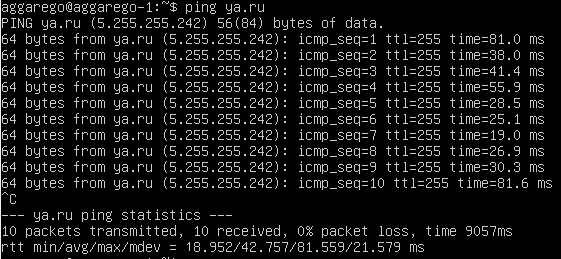 aggarego@aggarego-1:~$ ping ya.ru
PING ya.ru (5.255.255.242) 56(84) bytes of data.
64 bytes from ya.ru (5.255.255.242): icmp_seq=1 ttl=255 time=81.0 ms
64 bytes from ya.ru (5.255.255.242): icmp_seq=2 ttl=255 time=38.0 ms
64 bytes from ya.ru (5.255.255.242): icmp_seq=3 ttl=255 time=41.4 ms
64 bytes from ya.ru (5.255.255.242): icmp_seq=4 ttl=255 time=55.9 ms
64 bytes from ya.ru (5.255.255.242): icmp_seq=5 ttl=255 time=28.5 ms
64 bytes from ya.ru (5.255.255.242): icmp_seq=6 ttl=255 time=25.1 ms
64 bytes from ya.ru (5.255.255.242): icmp_seq=7 ttl=255 time=19.0 ms
64 bytes from ya.ru (5.255.255.242): icmp_seq=8 ttl=255 time=26.9 ms
64 bytes from ya.ru (5.255.255.242): icmp_seq=9 ttl=255 time=30.3 ms
64 bytes from ya.ru (5.255.255.242): icmp_seq=10 ttl=255 time=81.6 ms
^C
--- ya.ru ping statistics ---
10 packets transmitted, 10 received, 0% packet loss, time 9057ms
rtt min/avg/max/mdev = 18.952/42.757/81.559/21.579 ms